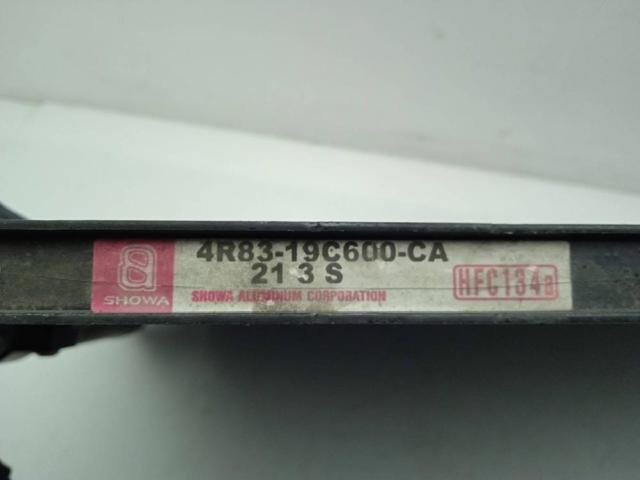 4R83-19C600-CA
21 3 S
SHOWA
SHOWA ALUMINUM CORPORATION
HFC134a